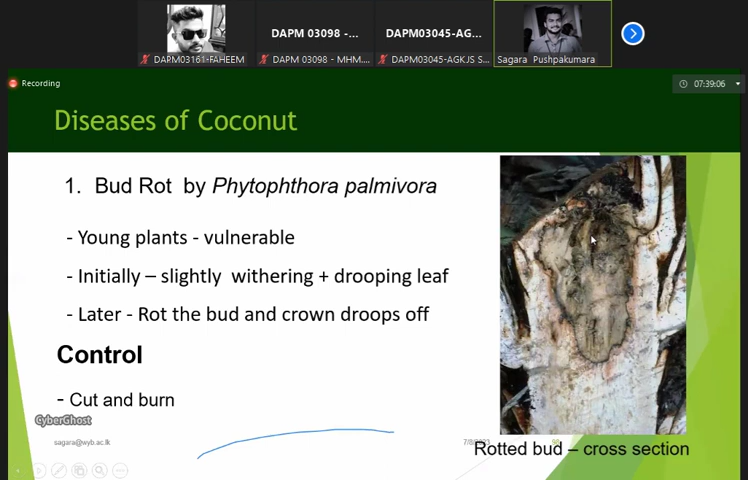 DAPM 03098 -...
DAPM03045-AG...
DARM03161-FAHEEM
DAPM 03098 - MHM....
DAPM03045-AGKJS S...
Sagara Pushpakumara
Recording
07:39:06
Diseases of Coconut
1. Bud Rot by Phytophthora palmivora
- Young plants - vulnerable
- Initially – slightly withering + drooping leaf
- Later - Rot the bud and crown droops off
Control
- Cut and burn
CyberGhost
sagara@wyb.ac.lk
Rotted bud – cross section